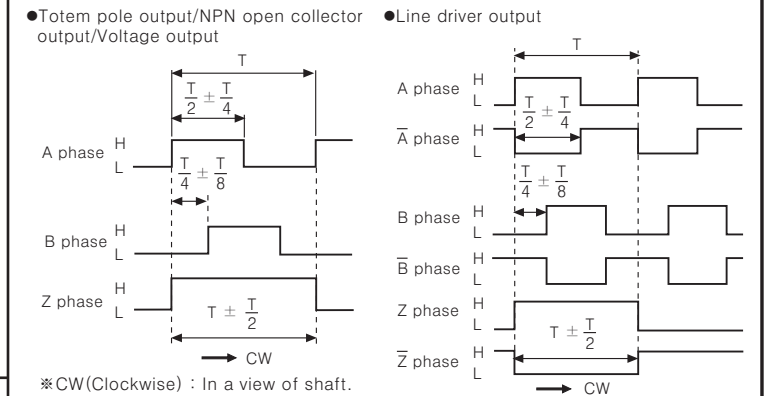 ●Totem pole output/NPN open collector
output/Voltage output
T
T/2 ± T/4
A phase H
L
T/4 ± T/8
B phase H
L
Z phase H
L
T ± T/2
→ CW
※CW(Clockwise) : In a view of shaft.
●Line driver output
T
A phase H
L
T/2 ± T/4
A̅ phase H
L
T/4 ± T/8
B phase H
L
B̅ phase H
L
Z phase H
L
T ± T/2
Z̅ phase H
L
→ CW